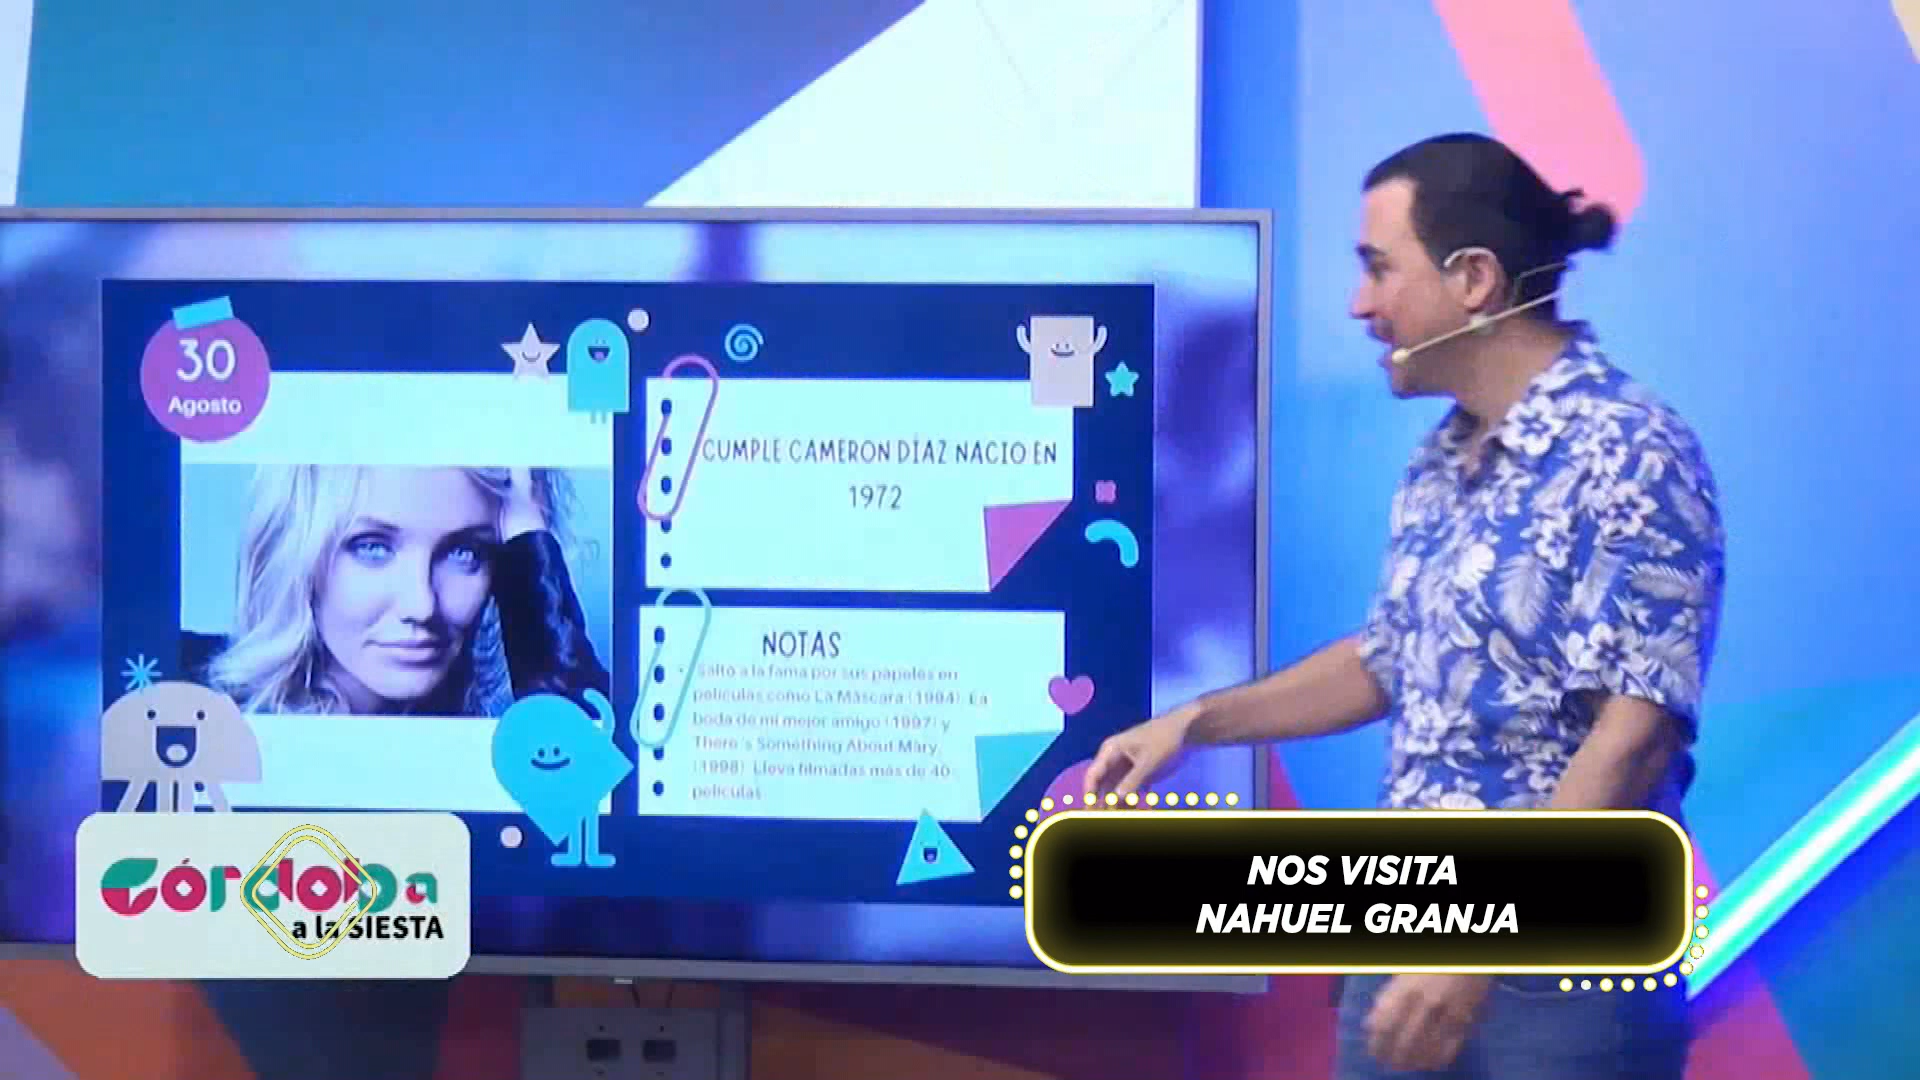 30
Agosto
CUMPLE CAMERON DÍAZ NACIO EN
1972
NOTAS
Salto a la fama por sus papeles en
películas como La Máscara (1994). La
boda de mi mejor amigo (1997) y
There´s Something About Mary.
(1998). Lleva filmadas más de 40
películas
Córdoba
a la SIESTA
NOS VISITA
NAHUEL GRANJA